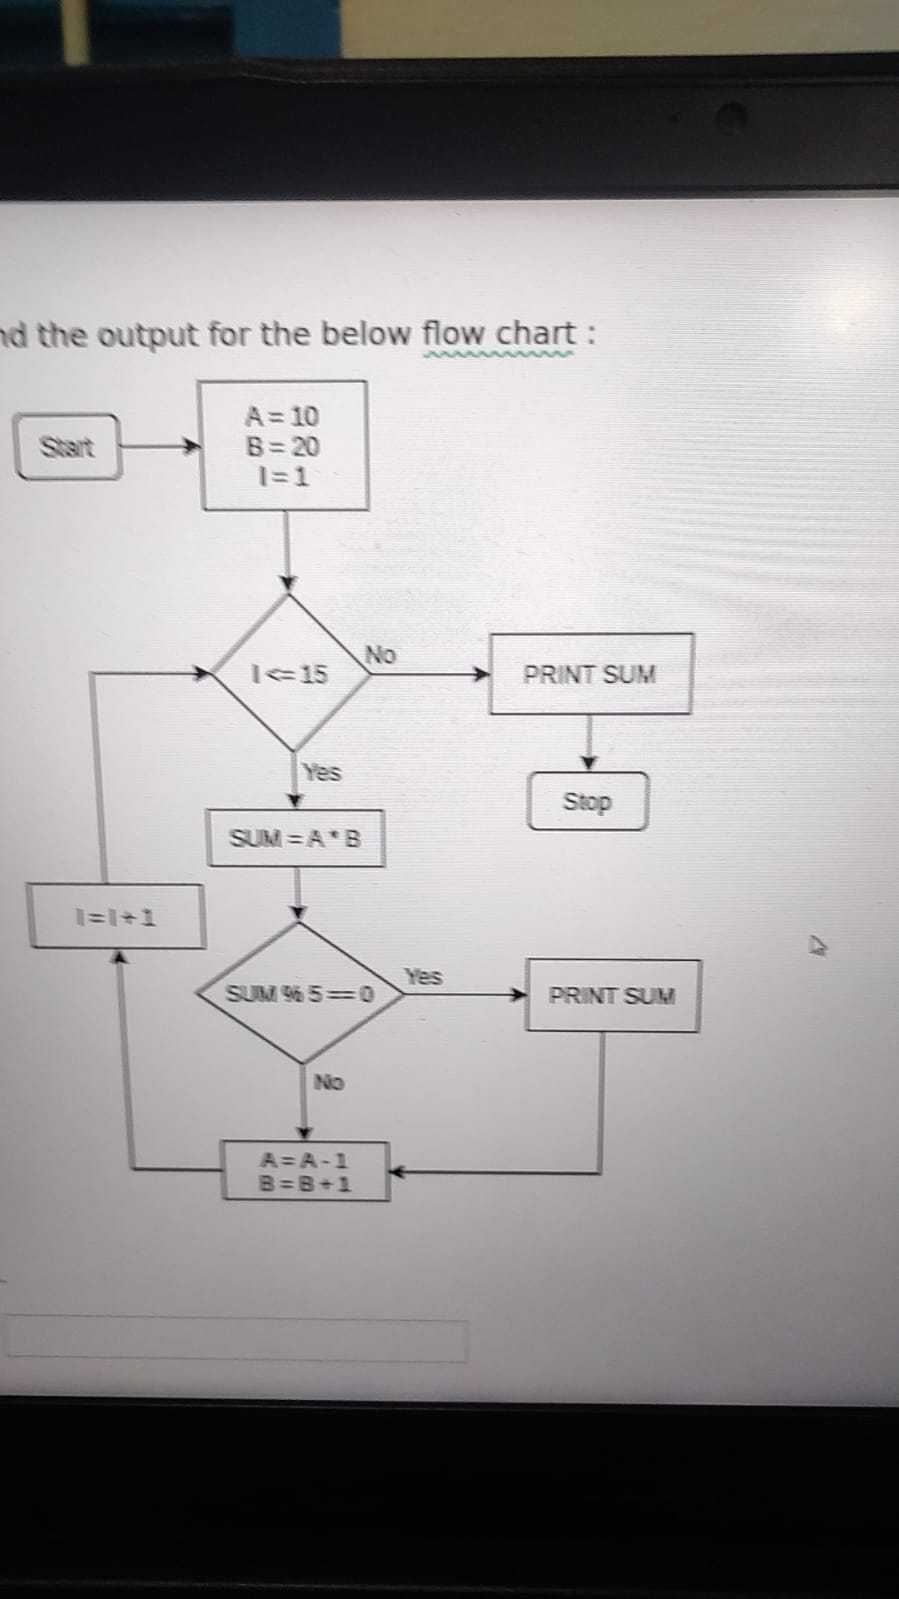 the output for the below flow chart :
Start
A = 10
B = 20
I = 1
I <= 15
No
PRINT SUM
Stop
Yes
SUM = A * B
I = I + 1
SUM % 5 == 0
Yes
PRINT SUM
No
A = A - 1
B = B + 1